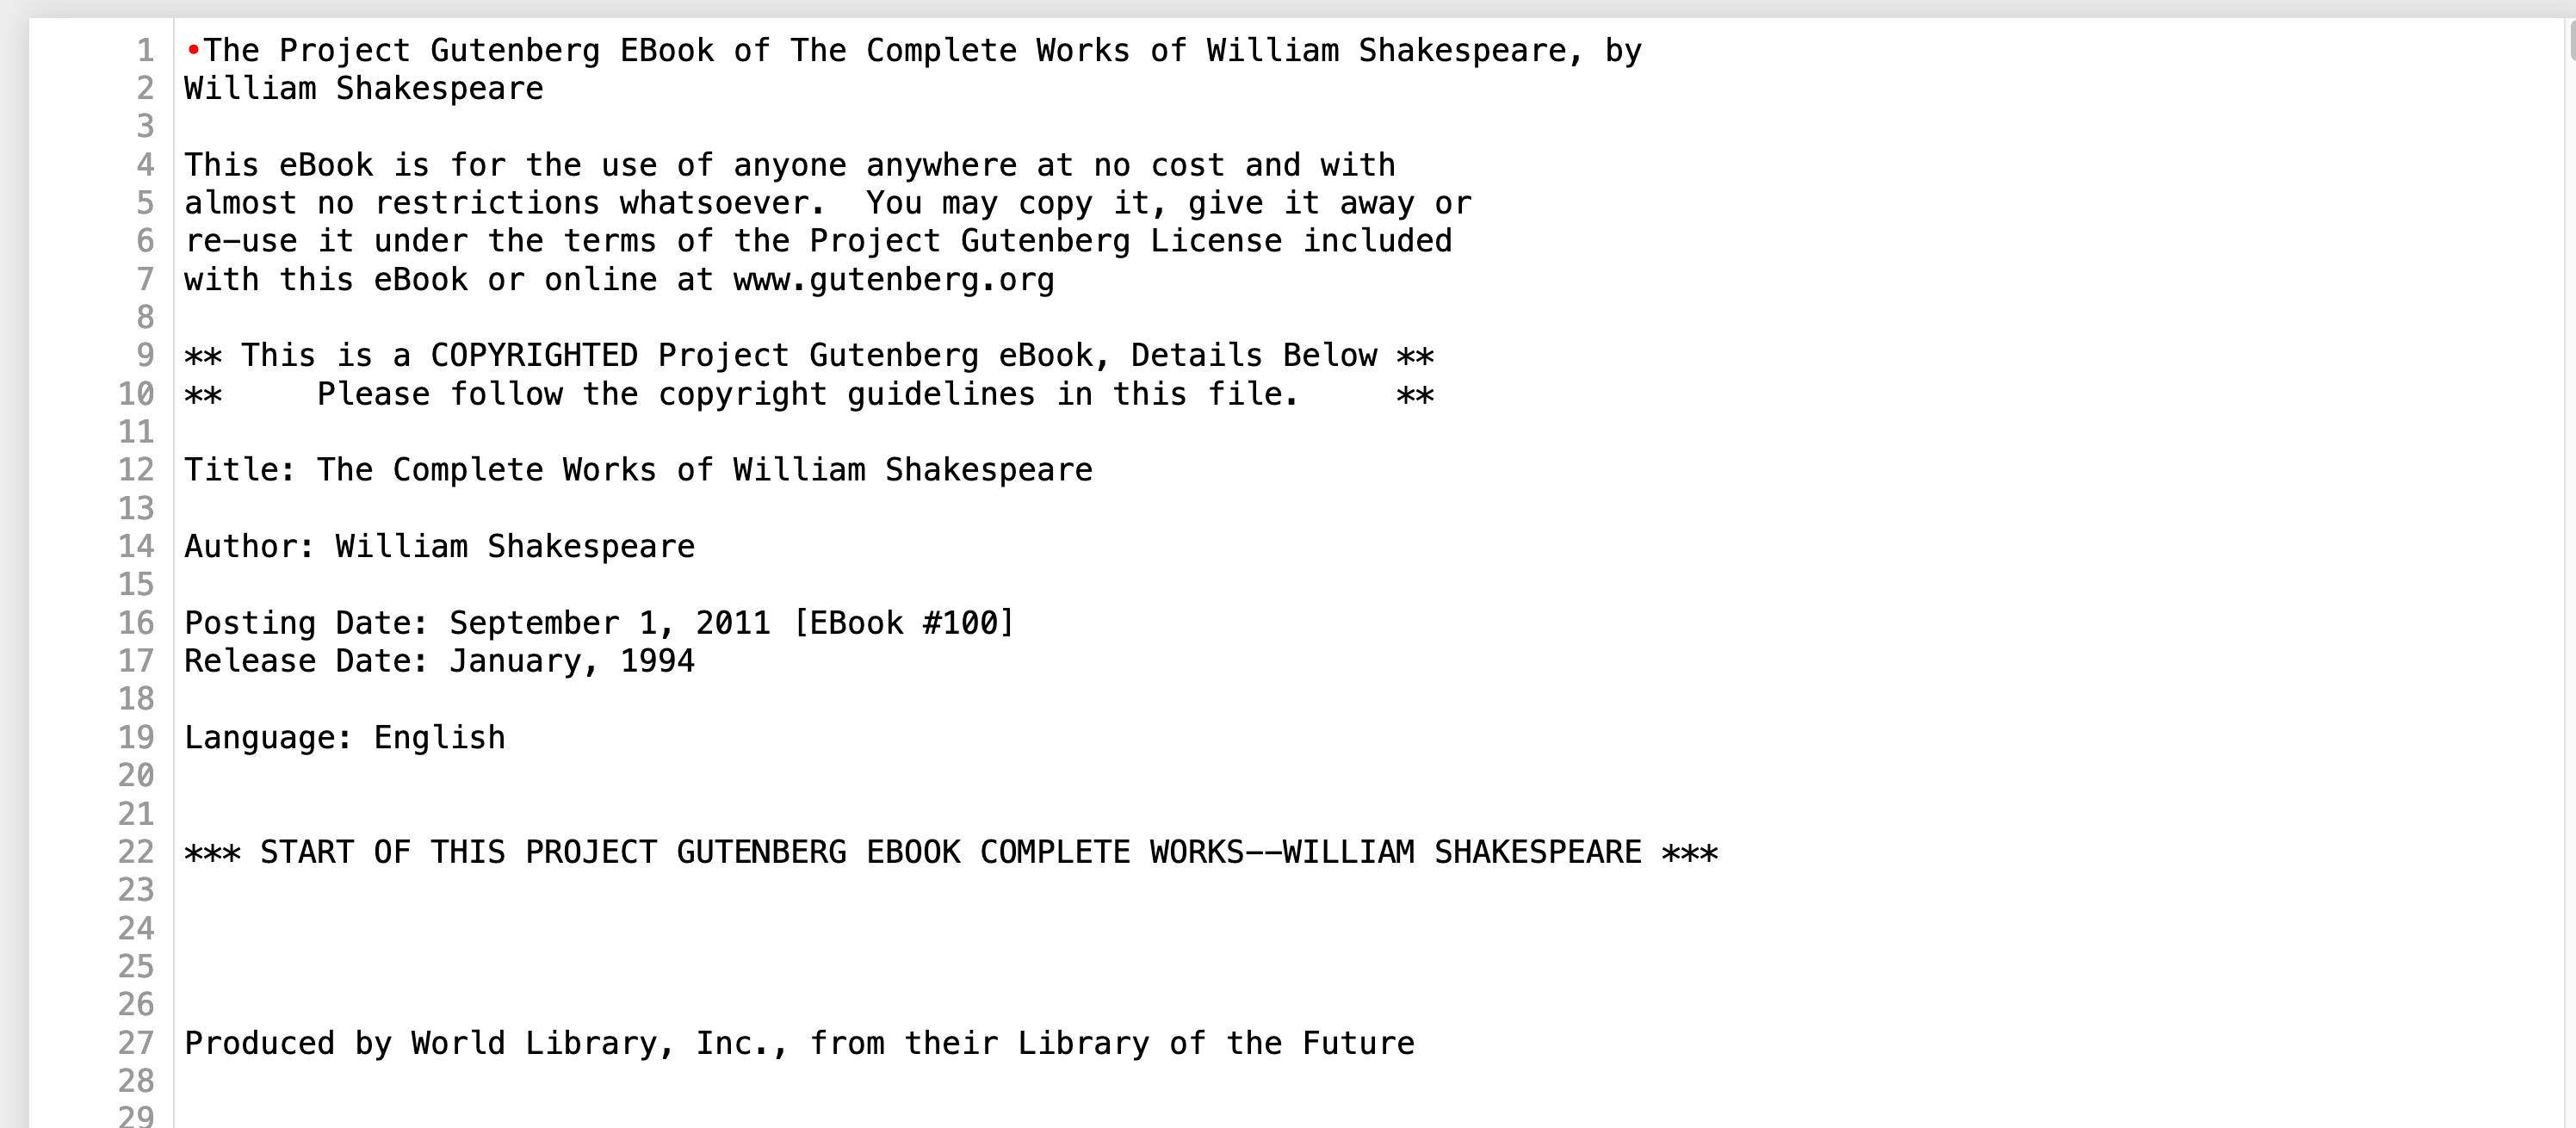 1 •The Project Gutenberg EBook of The Complete Works of William Shakespeare, by
2 William Shakespeare
3
4 This eBook is for the use of anyone anywhere at no cost and with
5 almost no restrictions whatsoever.  You may copy it, give it away or
6 re-use it under the terms of the Project Gutenberg License included
7 with this eBook or online at www.gutenberg.org
8
9 ** This is a COPYRIGHTED Project Gutenberg eBook, Details Below **
10 **     Please follow the copyright guidelines in this file.     **
11
12 Title: The Complete Works of William Shakespeare
13
14 Author: William Shakespeare
15
16 Posting Date: September 1, 2011 [EBook #100]
17 Release Date: January, 1994
18
19 Language: English
20
21
22 *** START OF THIS PROJECT GUTENBERG EBOOK COMPLETE WORKS--WILLIAM SHAKESPEARE ***
23
24
25
26
27 Produced by World Library, Inc., from their Library of the Future
28
29